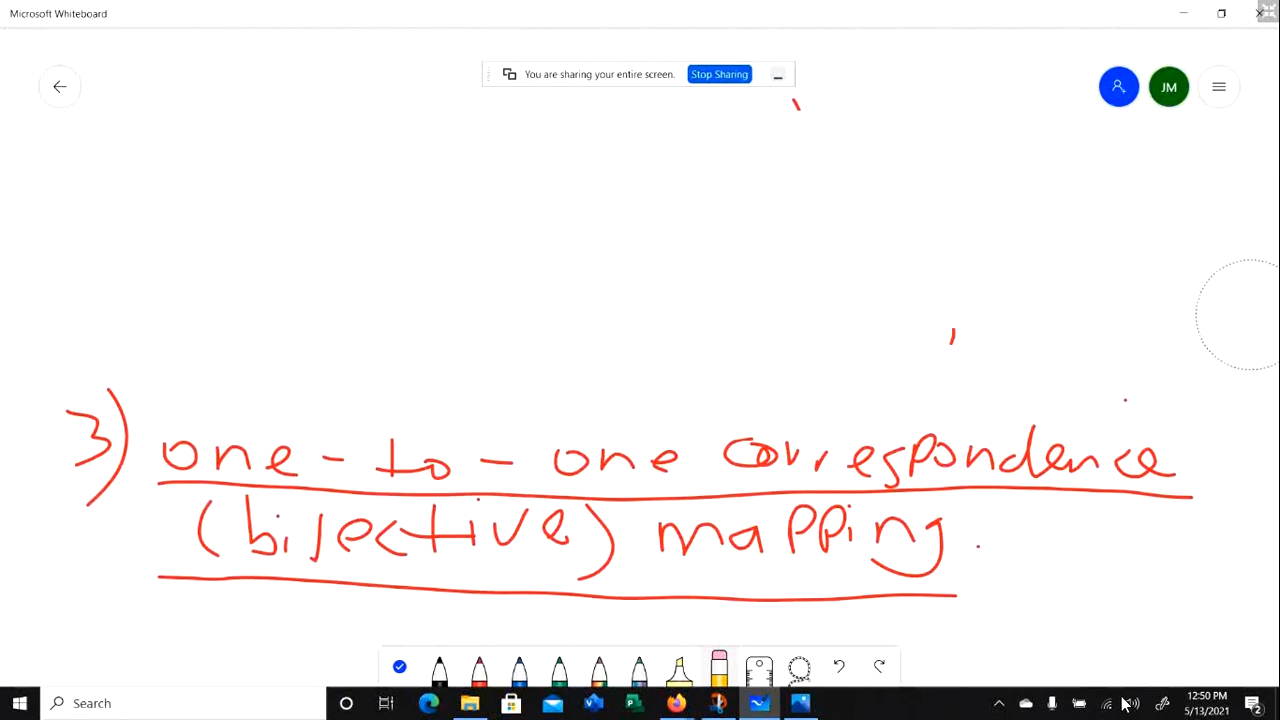 Microsoft Whiteboard
You are sharing your entire screen. Stop Sharing
JM
3) one-to-one correspondence
(bijective) mapping.
Search
12:50 PM
5/13/2021
2